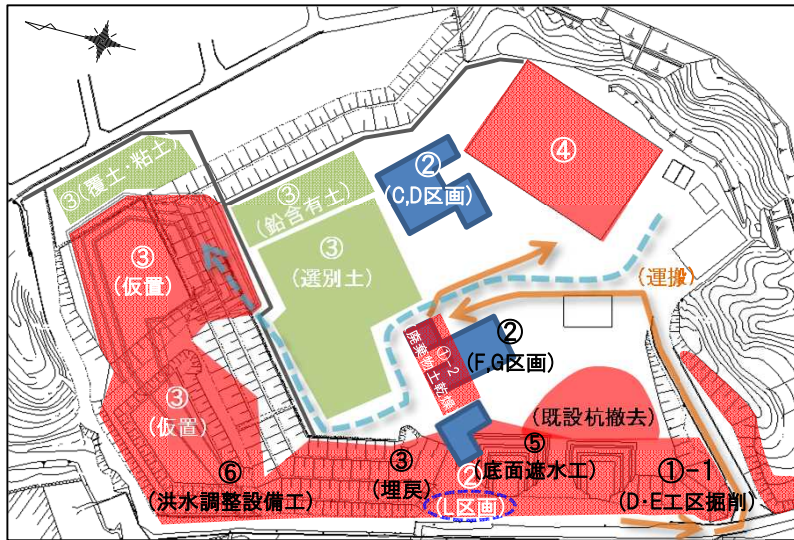 ③(覆土・粘土)
③
(鉛含有土)
②
(C,D区画)
④
③
(仮置)
③
(選別土)
(運搬)
①-2
廃棄物土乾燥
②
(F,G区画)
③
(仮置)
(既設杭撤去)
⑥
(洪水調整設備工)
③
(埋戻)
⑤
(底面遮水工)
①-1
(D・E工区掘削)
②
(L区画)